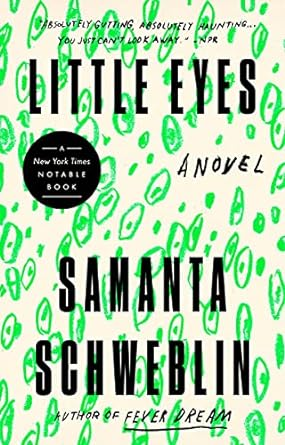 "ABSOLUTELY GUTTING, ABSOLUTELY HAUNTING...
YOU JUST CAN'T LOOK AWAY." - NPR
LITTLE EYES
A NOVEL
A
New York Times
NOTABLE
BOOK
SAMANTA
SCHWEBLIN
AUTHOR OF FEVER DREAM